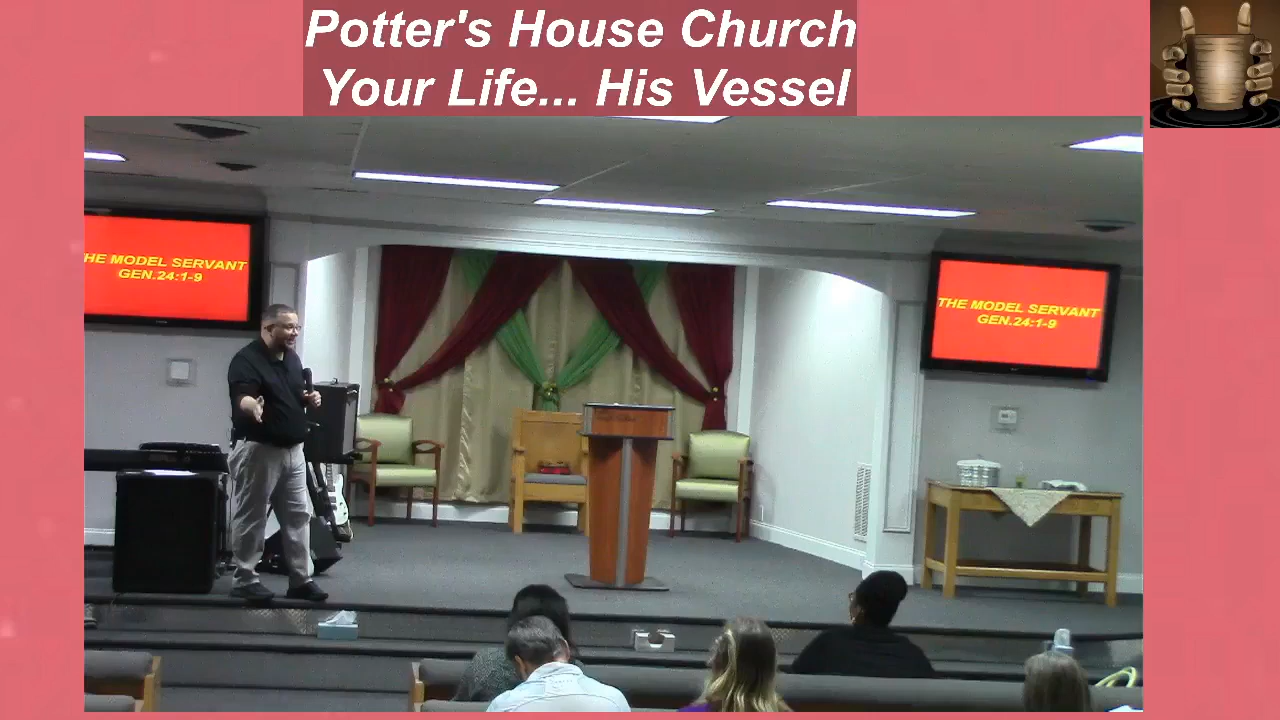 Potter's House Church
Your Life... His Vessel
HE MODEL SERVANT
GEN.24:1-9
THE MODEL SERVANT
GEN.24:1-9